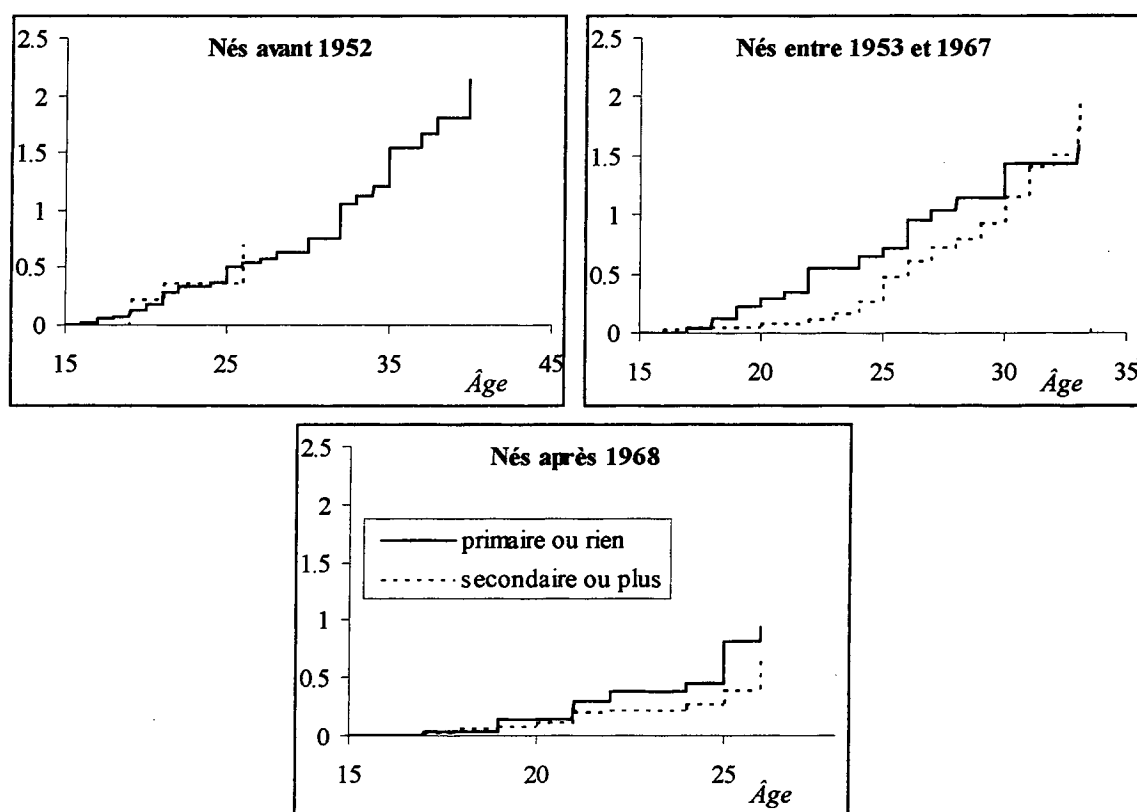 Nés avant 1952
2.5
2
1.5
1
0.5
0
15 25 35 45
Âge
Nés entre 1953 et 1967
2.5
2
1.5
1
0.5
0
15 20 25 30 35
Âge
Nés après 1968
2.5
2
1.5
1
0.5
0
primaire ou rien
secondaire ou plus
15 20 25
Âge